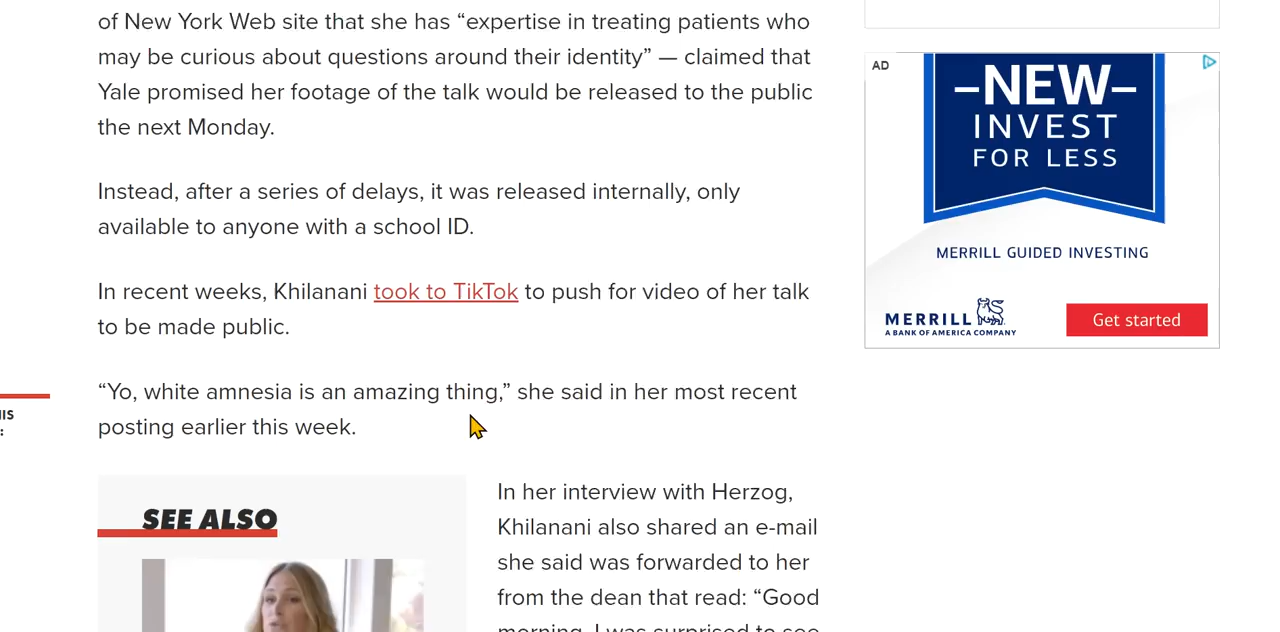 of New York Web site that she has “expertise in treating patients who
may be curious about questions around their identity” — claimed that
Yale promised her footage of the talk would be released to the public
the next Monday.
Instead, after a series of delays, it was released internally, only
available to anyone with a school ID.
In recent weeks, Khilanani took to TikTok to push for video of her talk
to be made public.
“Yo, white amnesia is an amazing thing,” she said in her most recent
posting earlier this week.
SEE ALSO
In her interview with Herzog,
Khilanani also shared an e-mail
she said was forwarded to her
from the dean that read: “Good
morning, I was surprised to see
AD
–NEW–
INVEST
FOR LESS
MERRILL GUIDED INVESTING
MERRILL
A BANK OF AMERICA COMPANY
Get started